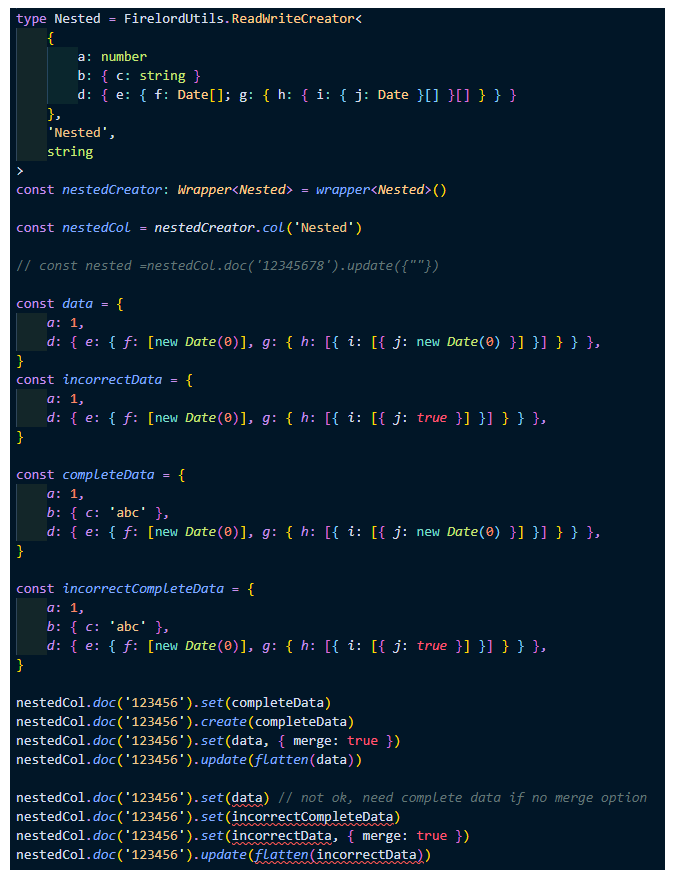 type Nested = FirelordUtils.ReadWriteCreator<
    {
        a: number
        b: { c: string }
        d: { e: { f: Date[]; g: { h: { i: { j: Date }[] }[] } } }
    },
    'Nested',
    string
>
const nestedCreator: Wrapper<Nested> = wrapper<Nested>()

const nestedCol = nestedCreator.col('Nested')

// const nested =nestedCol.doc('12345678').update({""})

const data = {
    a: 1,
    d: { e: { f: [new Date(0)], g: { h: [{ i: [{ j: new Date(0) }] }] } } },
}
const incorrectData = {
    a: 1,
    d: { e: { f: [new Date(0)], g: { h: [{ i: [{ j: true }] }] } } },
}

const completeData = {
    a: 1,
    b: { c: 'abc' },
    d: { e: { f: [new Date(0)], g: { h: [{ i: [{ j: new Date(0) }] }] } } },
}

const incorrectCompleteData = {
    a: 1,
    b: { c: 'abc' },
    d: { e: { f: [new Date(0)], g: { h: [{ i: [{ j: true }] }] } } },
}

nestedCol.doc('123456').set(completeData)
nestedCol.doc('123456').create(completeData)
nestedCol.doc('123456').set(data, { merge: true })
nestedCol.doc('123456').update(flatten(data))

nestedCol.doc('123456').set(data) // not ok, need complete data if no merge option
nestedCol.doc('123456').set(incorrectCompleteData)
nestedCol.doc('123456').set(incorrectData, { merge: true })
nestedCol.doc('123456').update(flatten(incorrectData))